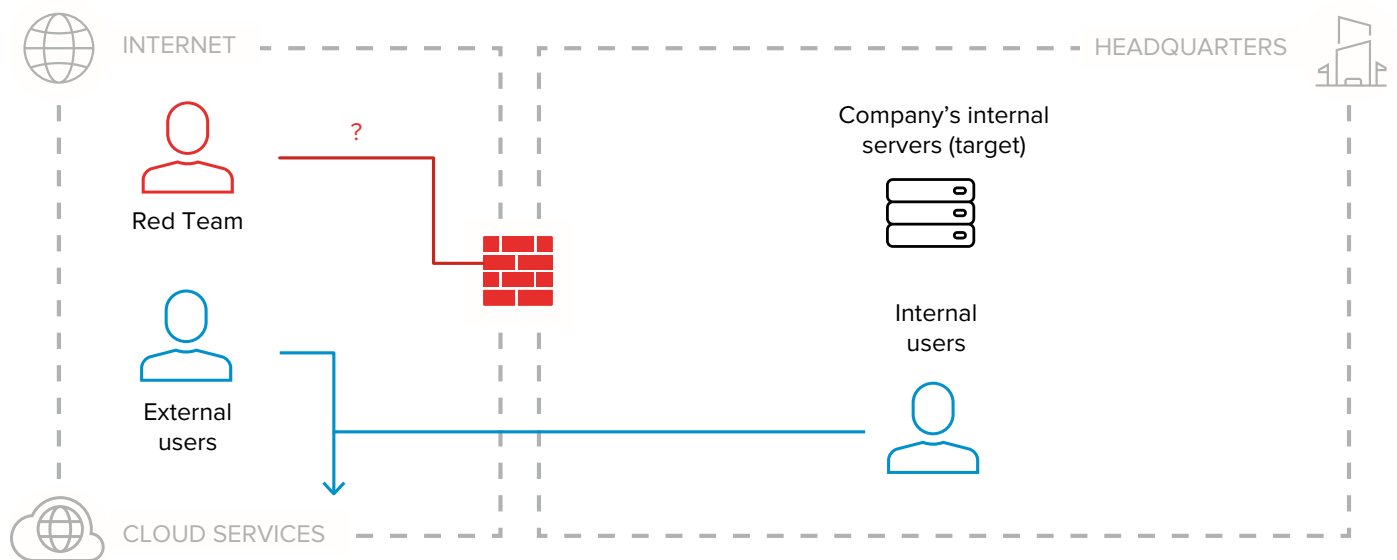 INTERNET
HEADQUARTERS
?
Red Team
Company’s internal
servers (target)
External
users
Internal
users
CLOUD SERVICES